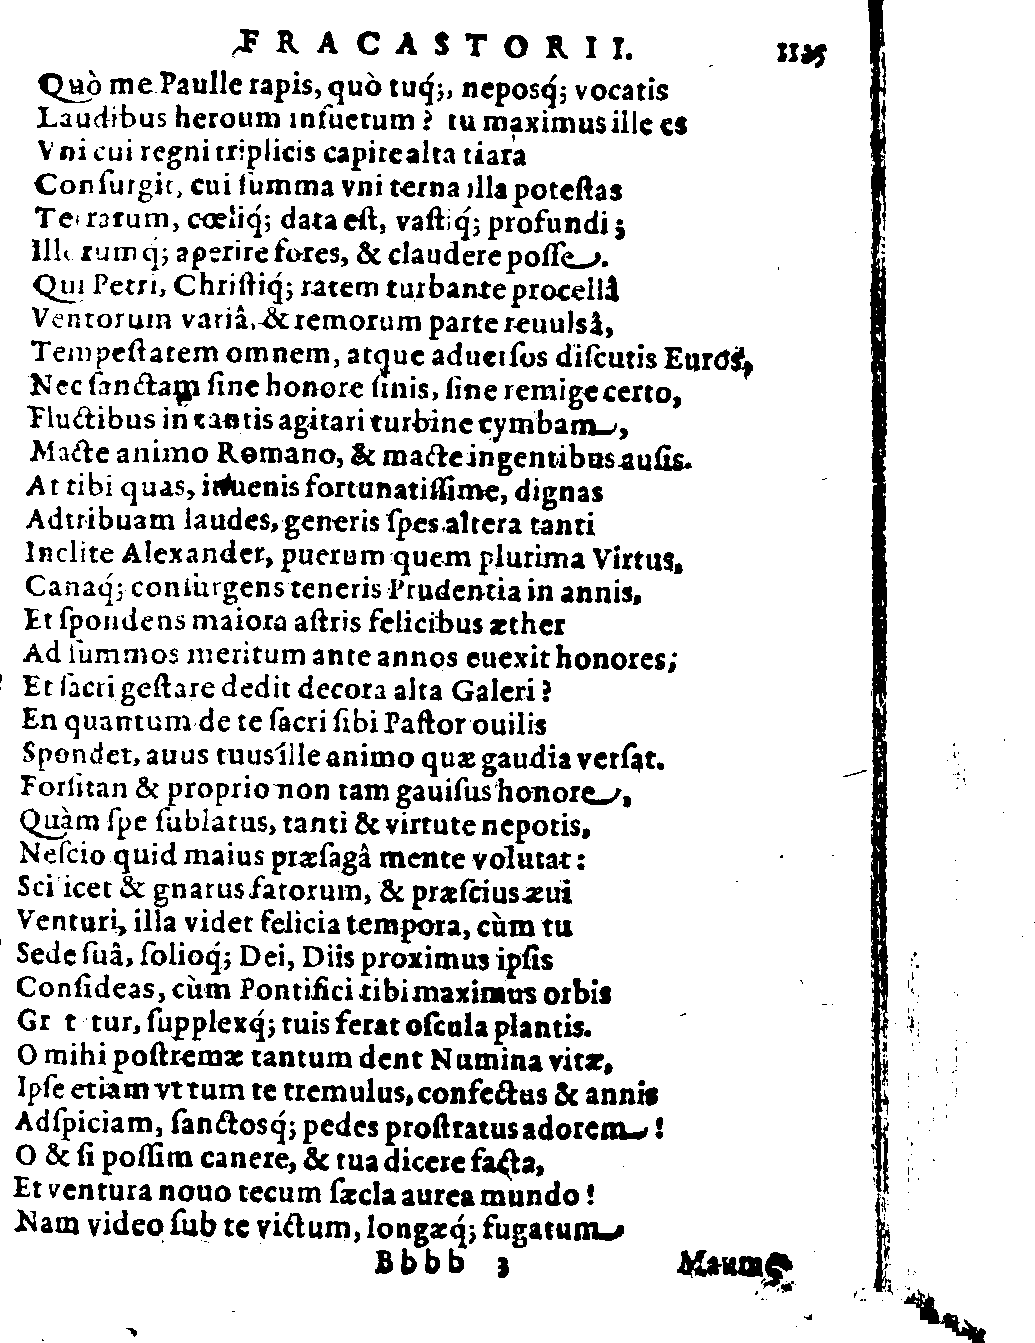 FRACASTORII. 1125
Quò me Paulle rapis, quò tuq́;, neposq́; vocatis
Laudibus heroum inſuetum? tu maximus ille es
Vni cui regni triplicis capite alta tiara
Conſurgit, cui ſumma vni terna illa poteſtas
Terrarum, cœliq́; data eſt, vaſtiq́; profundi;
Illorumq́; aperire fores, & claudere poſſe.
Qui Petri, Chriſtiq́; ratem turbante procellâ
Ventorum variâ, & remorum parte reuulsâ,
Tempeſtatem omnem, atque aduerſos diſcutis Euros,
Nec ſanctam ſine honore ſinis, ſine remige certo,
Fluctibus in tantis agitari turbine cymbam,
Macte animo Romano, & macte ingentibus auſis.
At tibi quas, iuuenis fortunatiſſime, dignas
Adtribuam laudes, generis ſpes altera tanti
Inclite Alexander, puerum quem plurima Virtus,
Canaq́; conſurgens teneris Prudentia in annis,
Et ſpondens maiora aſtris felicibus æther
Ad ſummos meritum ante annos euexit honores;
Et ſacri geſtare dedit decora alta Galeri?
En quantum de te ſacri ſibi Paſtor ouilis
Spondet, auus tuus ille animo quæ gaudia verſat.
Forſitan & proprio non tam gauiſus honore,
Quàm ſpe ſublatus, tanti & virtute nepotis,
Neſcio quid maius præſagâ mente volutat:
Sci icet & gnarus fatorum, & præſcius æui
Venturi, illa videt felicia tempora, cùm tu
Sede ſuâ, ſolioq́; Dei, Diis proximus ipſis
Conſideas, cùm Pontifici tibi maximus orbis
Gr t tur, ſupplexq́; tuis ferat oſcula plantis.
O mihi poſtremæ tantum dent Numina vitæ,
Ipſe etiam vt tum te tremulus, confectus & annis
Adſpiciam, ſanctosq́; pedes proſtratus adorem!
O & ſi poſſim canere, & tua dicere facta,
Et ventura nouo tecum ſæcla aurea mundo!
Nam video ſub te victum, longæq́; fugatum
Bbbb 3 Maum